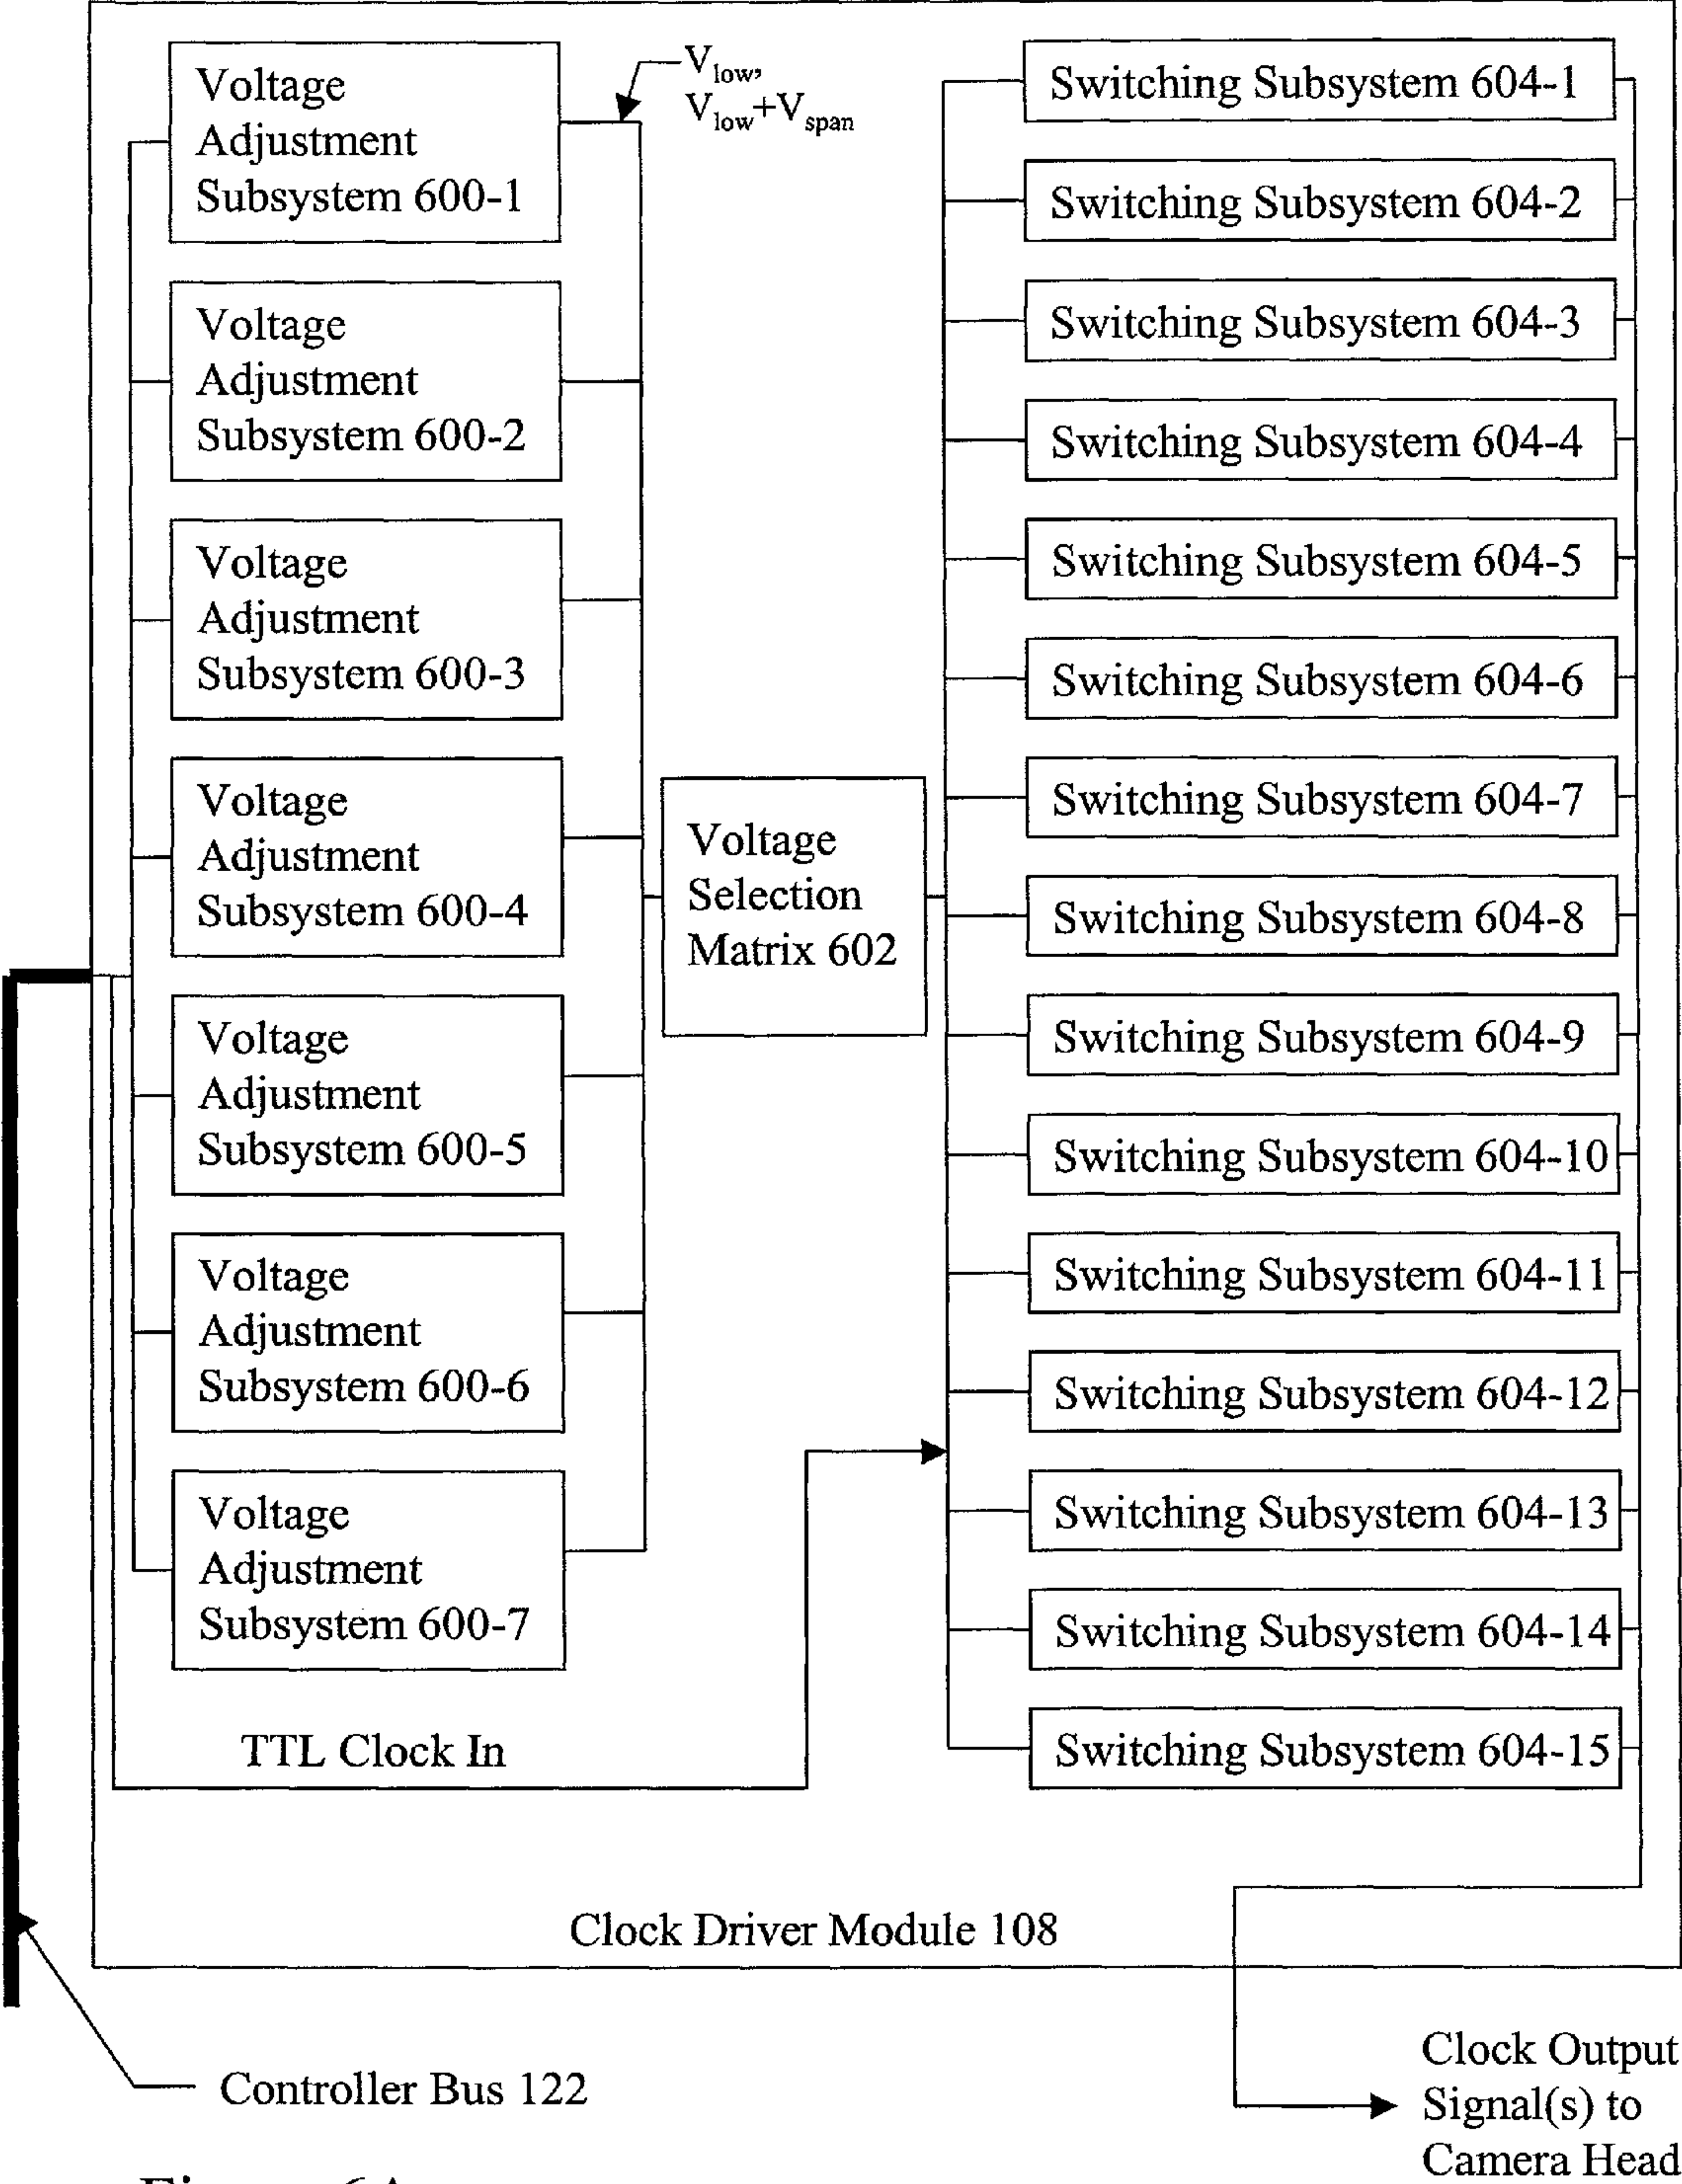 Voltage
Adjustment
Subsystem 600-1
Vlow,
Vlow+Vspan
Voltage
Adjustment
Subsystem 600-2
Voltage
Adjustment
Subsystem 600-3
Voltage
Adjustment
Subsystem 600-4
Voltage
Adjustment
Subsystem 600-5
Voltage
Adjustment
Subsystem 600-6
Voltage
Adjustment
Subsystem 600-7
Voltage
Selection
Matrix 602
Switching Subsystem 604-1
Switching Subsystem 604-2
Switching Subsystem 604-3
Switching Subsystem 604-4
Switching Subsystem 604-5
Switching Subsystem 604-6
Switching Subsystem 604-7
Switching Subsystem 604-8
Switching Subsystem 604-9
Switching Subsystem 604-10
Switching Subsystem 604-11
Switching Subsystem 604-12
Switching Subsystem 604-13
Switching Subsystem 604-14
Switching Subsystem 604-15
TTL Clock In
Clock Driver Module 108
Controller Bus 122
Clock Output
Signal(s) to
Camera Head